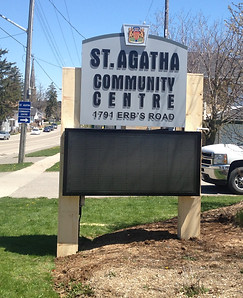 ST. AGATHA
COMMUNITY
CENTRE
1791 ERB'S ROAD